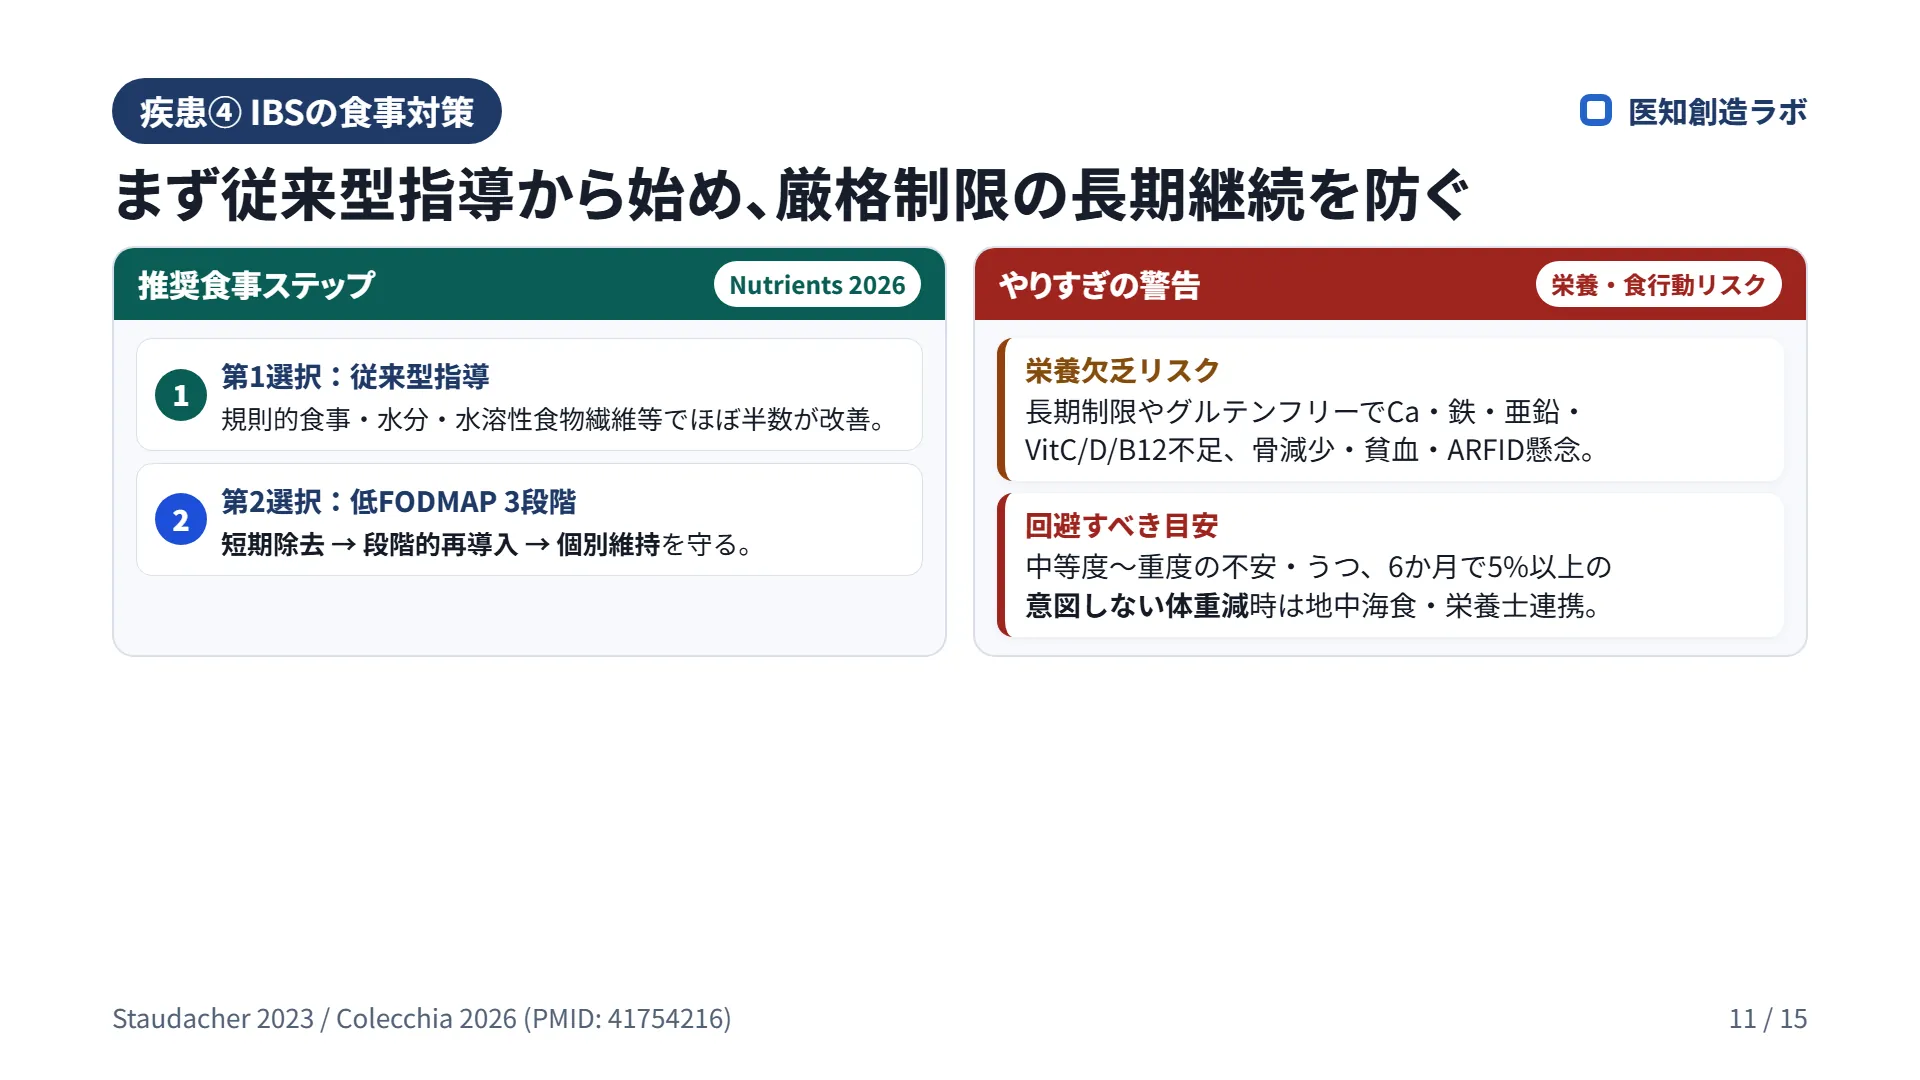 疾患④ IBSの食事対策
医知創造ラボ
まず従来型指導から始め、厳格制限の長期継続を防ぐ
推奨食事ステップ
Nutrients 2026
1
第1選択：従来型指導
規則的食事・水分・水溶性食物繊維等でほぼ半数が改善。
2
第2選択：低FODMAP 3段階
短期除去 → 段階的再導入 → 個別維持を守る。
やりすぎの警告
栄養・食行動リスク
栄養欠乏リスク
長期制限やグルテンフリーでCa・鉄・亜鉛・
VitC/D/B12不足、骨減少・貧血・ARFID懸念。
回避すべき目安
中等度～重度の不安・うつ、6か月で5%以上の
意図しない体重減時は地中海食・栄養士連携。
Staudacher 2023 / Colecchia 2026 (PMID: 41754216)
11 / 15